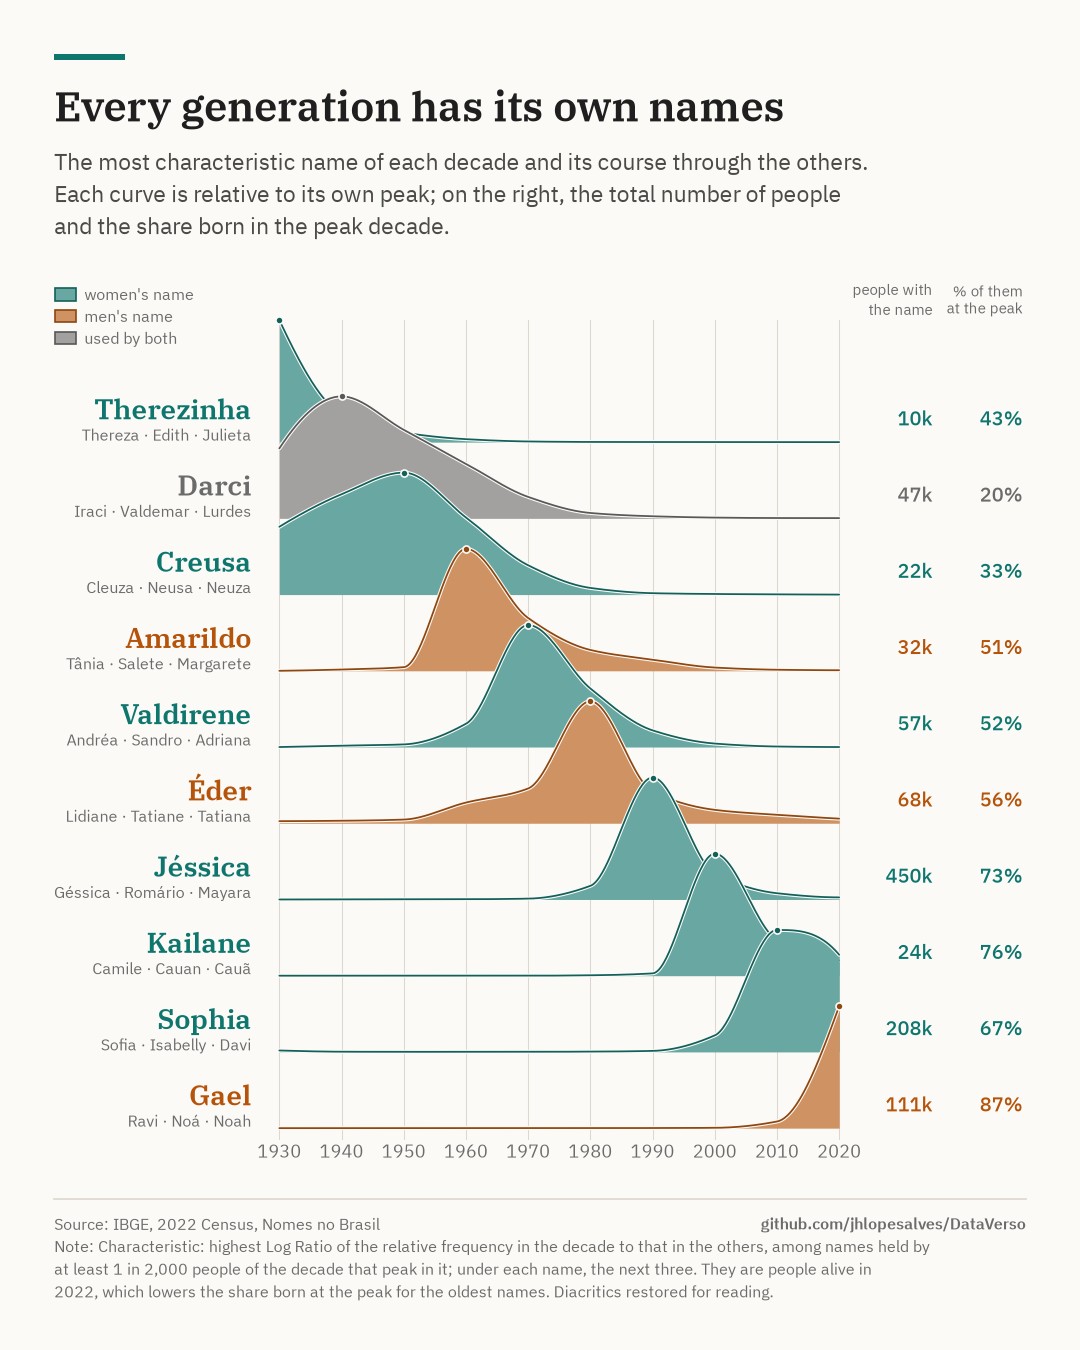 Every generation has its own names
The most characteristic name of each decade and its course through the others.
Each curve is relative to its own peak; on the right, the total number of people
and the share born in the peak decade.
women's name
men's name
used by both
people with
the name
% of them
at the peak
Therezinha
Thereza · Edith · Julieta
10k 43%
Darci
Iraci · Valdemar · Lurdes
47k 20%
Creusa
Cleuza · Neusa · Neuza
22k 33%
Amarildo
Tânia · Salete · Margarete
32k 51%
Valdirene
Andréa · Sandro · Adriana
57k 52%
Éder
Lidiane · Tatiane · Tatiana
68k 56%
Jéssica
Géssica · Romário · Mayara
450k 73%
Kailane
Camile · Cauan · Cauã
24k 76%
Sophia
Sofia · Isabelly · Davi
208k 67%
Gael
Ravi · Noá · Noah
111k 87%
1930 1940 1950 1960 1970 1980 1990 2000 2010 2020
Source: IBGE, 2022 Census, Nomes no Brasil
github.com/jhlopesalves/DataVerso
Note: Characteristic: highest Log Ratio of the relative frequency in the decade to that in the others, among names held by
at least 1 in 2,000 people of the decade that peak in it; under each name, the next three. They are people alive in
2022, which lowers the share born at the peak for the oldest names. Diacritics restored for reading.